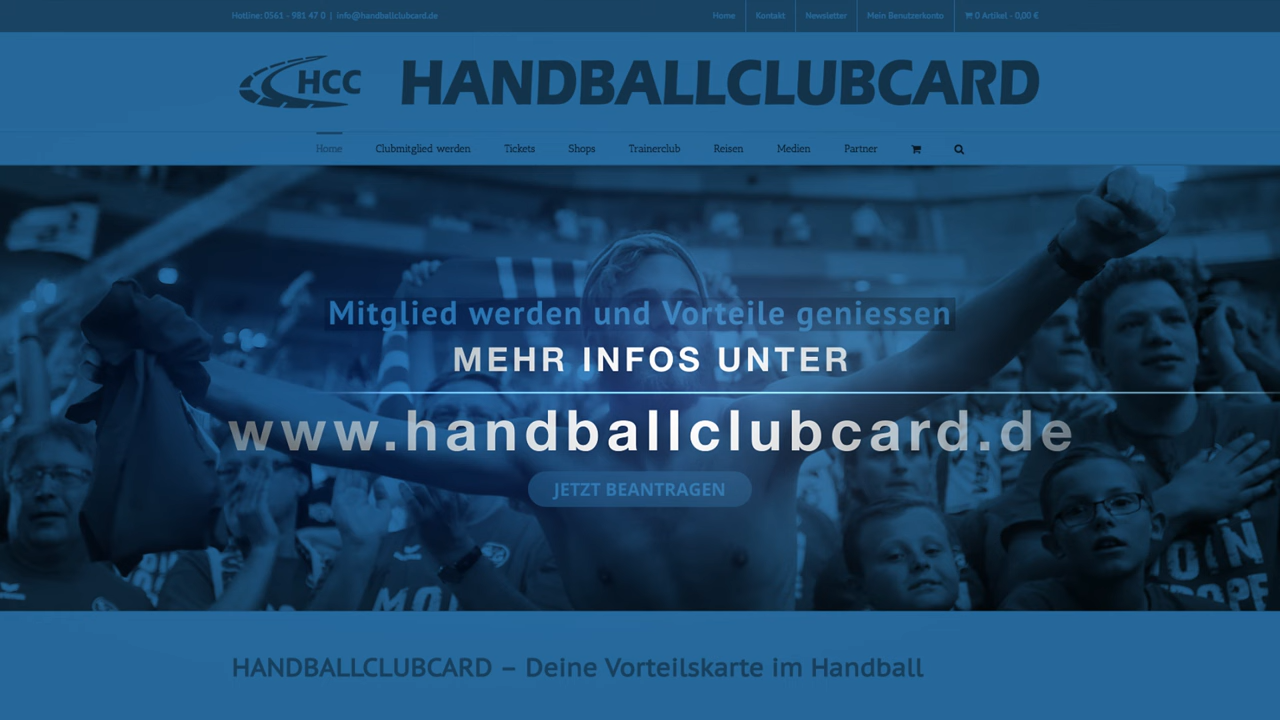 Hotline: 0561 - 981 47 0 | info@handballclubcard.de
Home Kontakt Newsletter Mein Benutzerkonto 0 Artikel - 0,00 €
HCC HANDBALLCLUBCARD
Home Clubmitglied werden Tickets Shops Trainerclub Reisen Medien Partner
Mitglied werden und Vorteile geniessen
MEHR INFOS UNTER
www.handballclubcard.de
JETZT BEANTRAGEN
MOIN
HANDBALLCLUBCARD – Deine Vorteilskarte im Handball